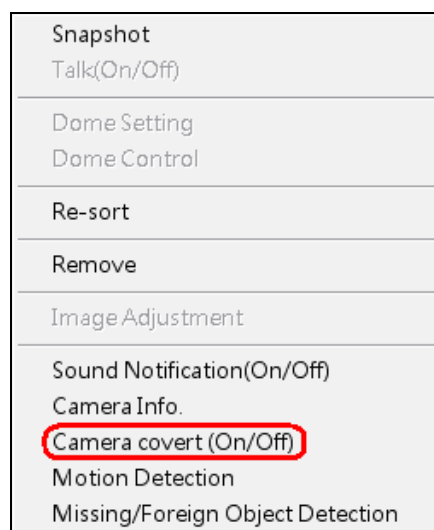 Snapshot
Talk(On/Off)
Dome Setting
Dome Control
Re-sort
Remove
Image Adjustment
Sound Notification(On/Off)
Camera Info.
Camera covert (On/Off)
Motion Detection
Missing/Foreign Object Detection